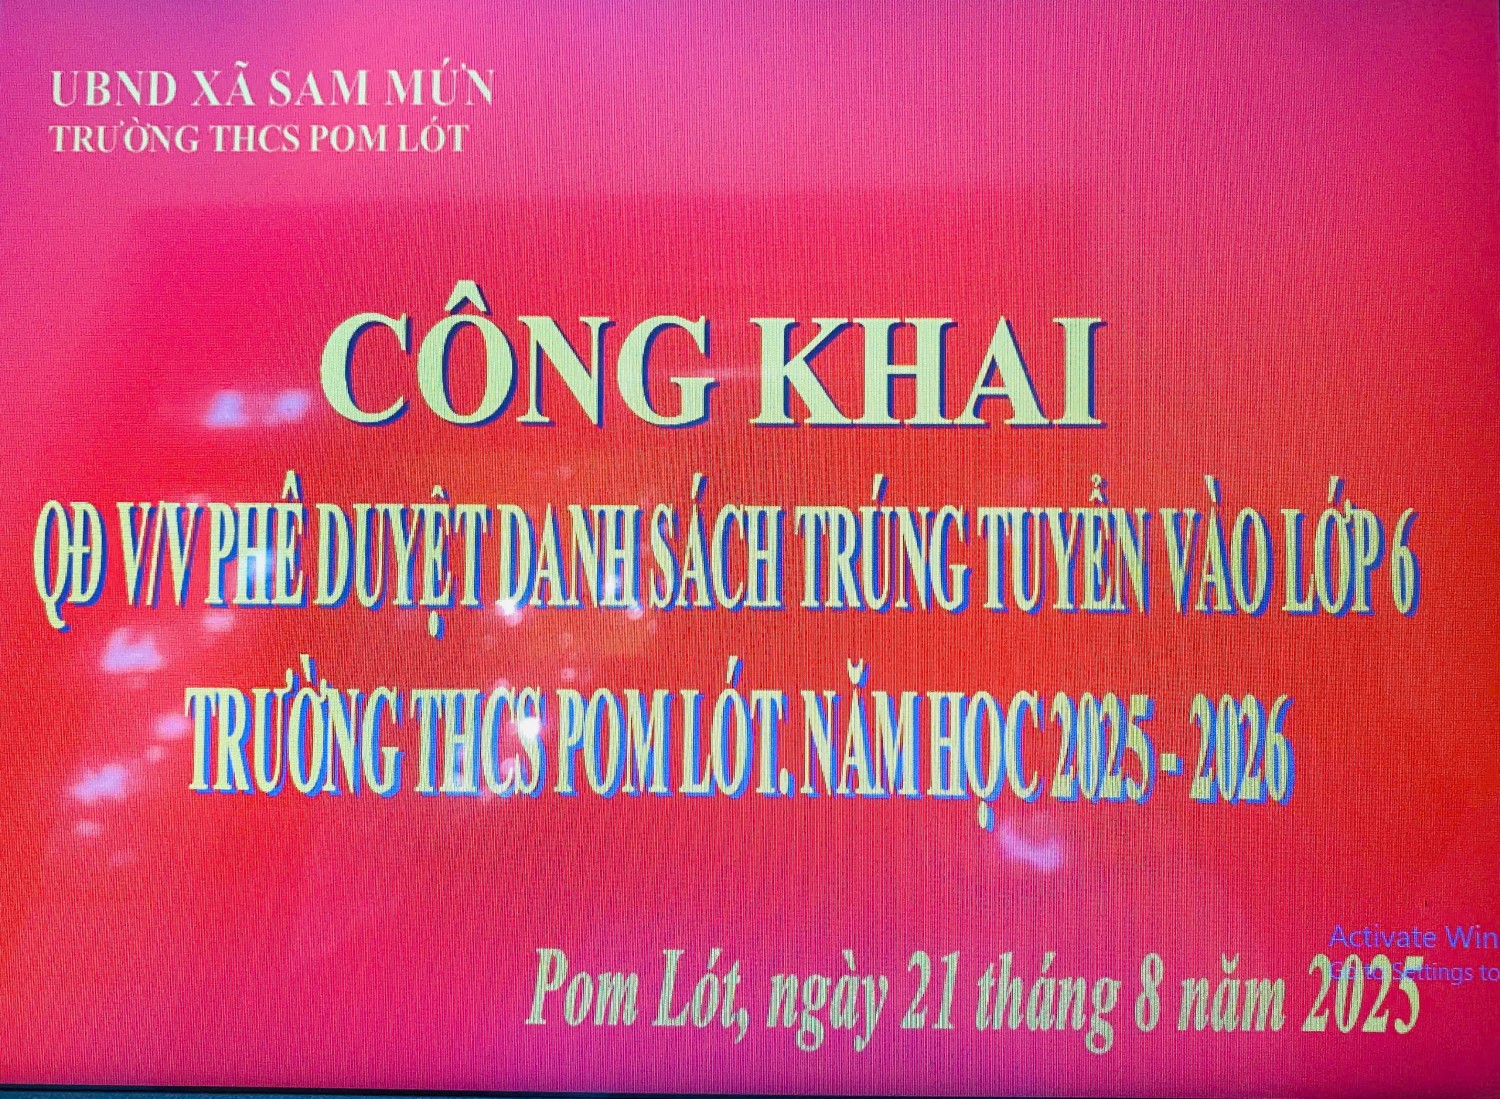 UBND XÃ SAM MỨN
TRƯỜNG THCS POM LÓT
CÔNG KHAI
QĐ V/V PHÊ DUYỆT DANH SÁCH TRÚNG TUYỂN VÀO LỚP 6
TRƯỜNG THCS POM LÓT. NĂM HỌC 2025 - 2026
Activate Win
Go to Settings to
Pom Lót, ngày 21 tháng 8 năm 2025